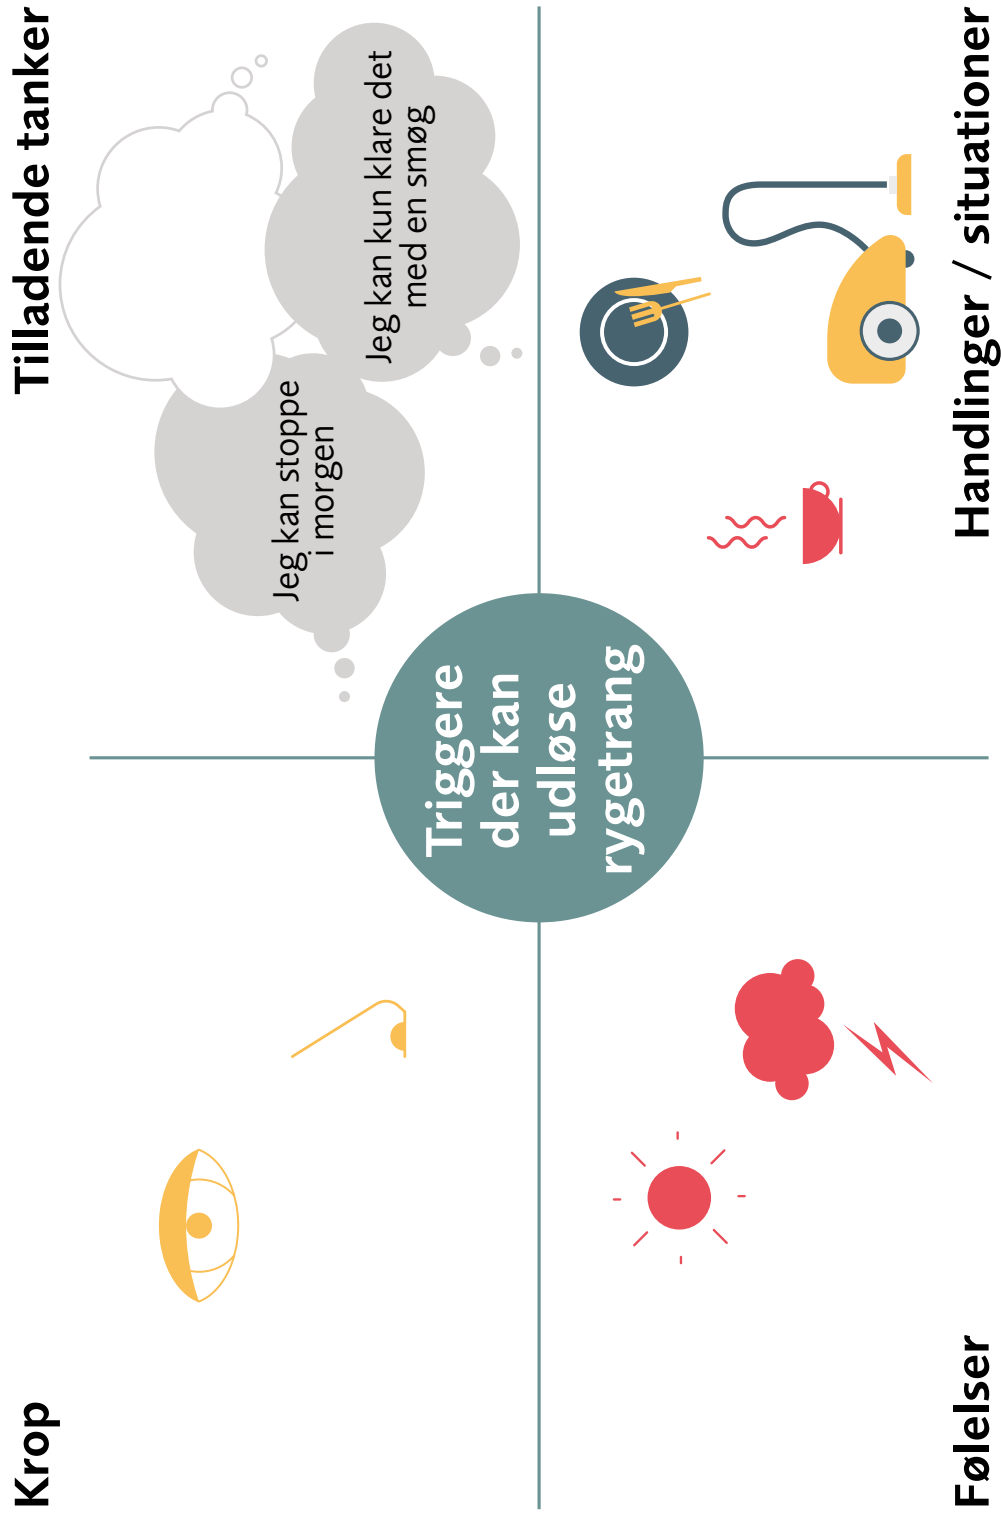 Krop
Tilladende tanker
Jeg kan stoppe
i morgen
Jeg kan kun klare det
med en smøg
Triggere
der kan
udløse
rygetrang
Følelser
Handlinger / situationer